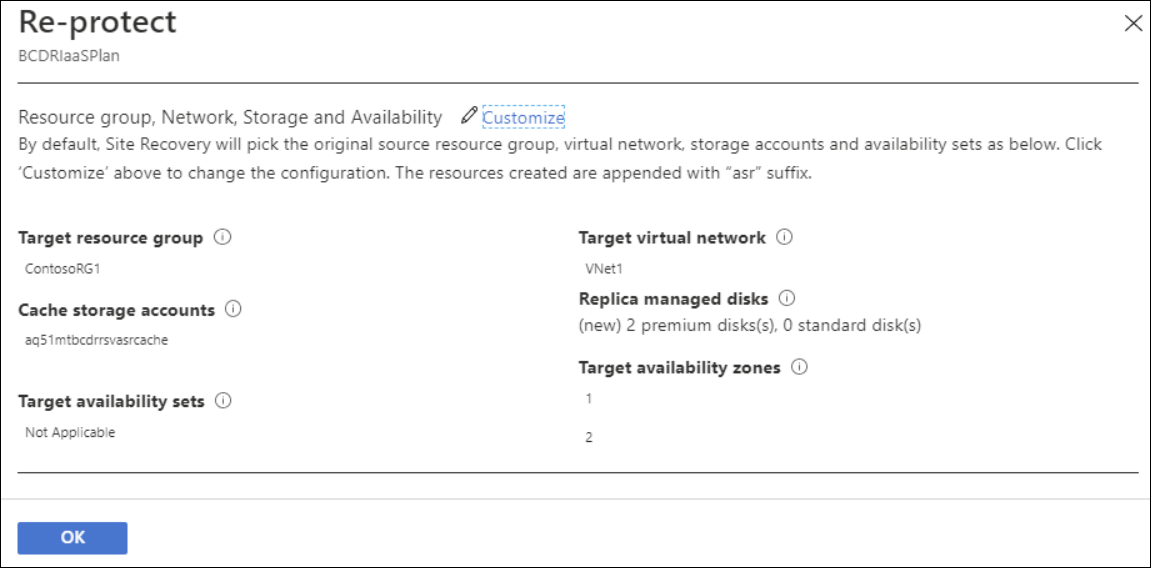 Re-protect
BCDRIaaSPlan
Resource group, Network, Storage and Availability Customize
By default, Site Recovery will pick the original source resource group, virtual network, storage accounts and availability sets as below. Click
‘Customize’ above to change the configuration. The resources created are appended with “asr” suffix.
Target resource group
ContosoRG1
Cache storage accounts
aq51mtbcdrrsvasrcache
Target availability sets
Not Applicable
Target virtual network
VNet1
Replica managed disks
(new) 2 premium disks(s), 0 standard disk(s)
Target availability zones
1
2
OK